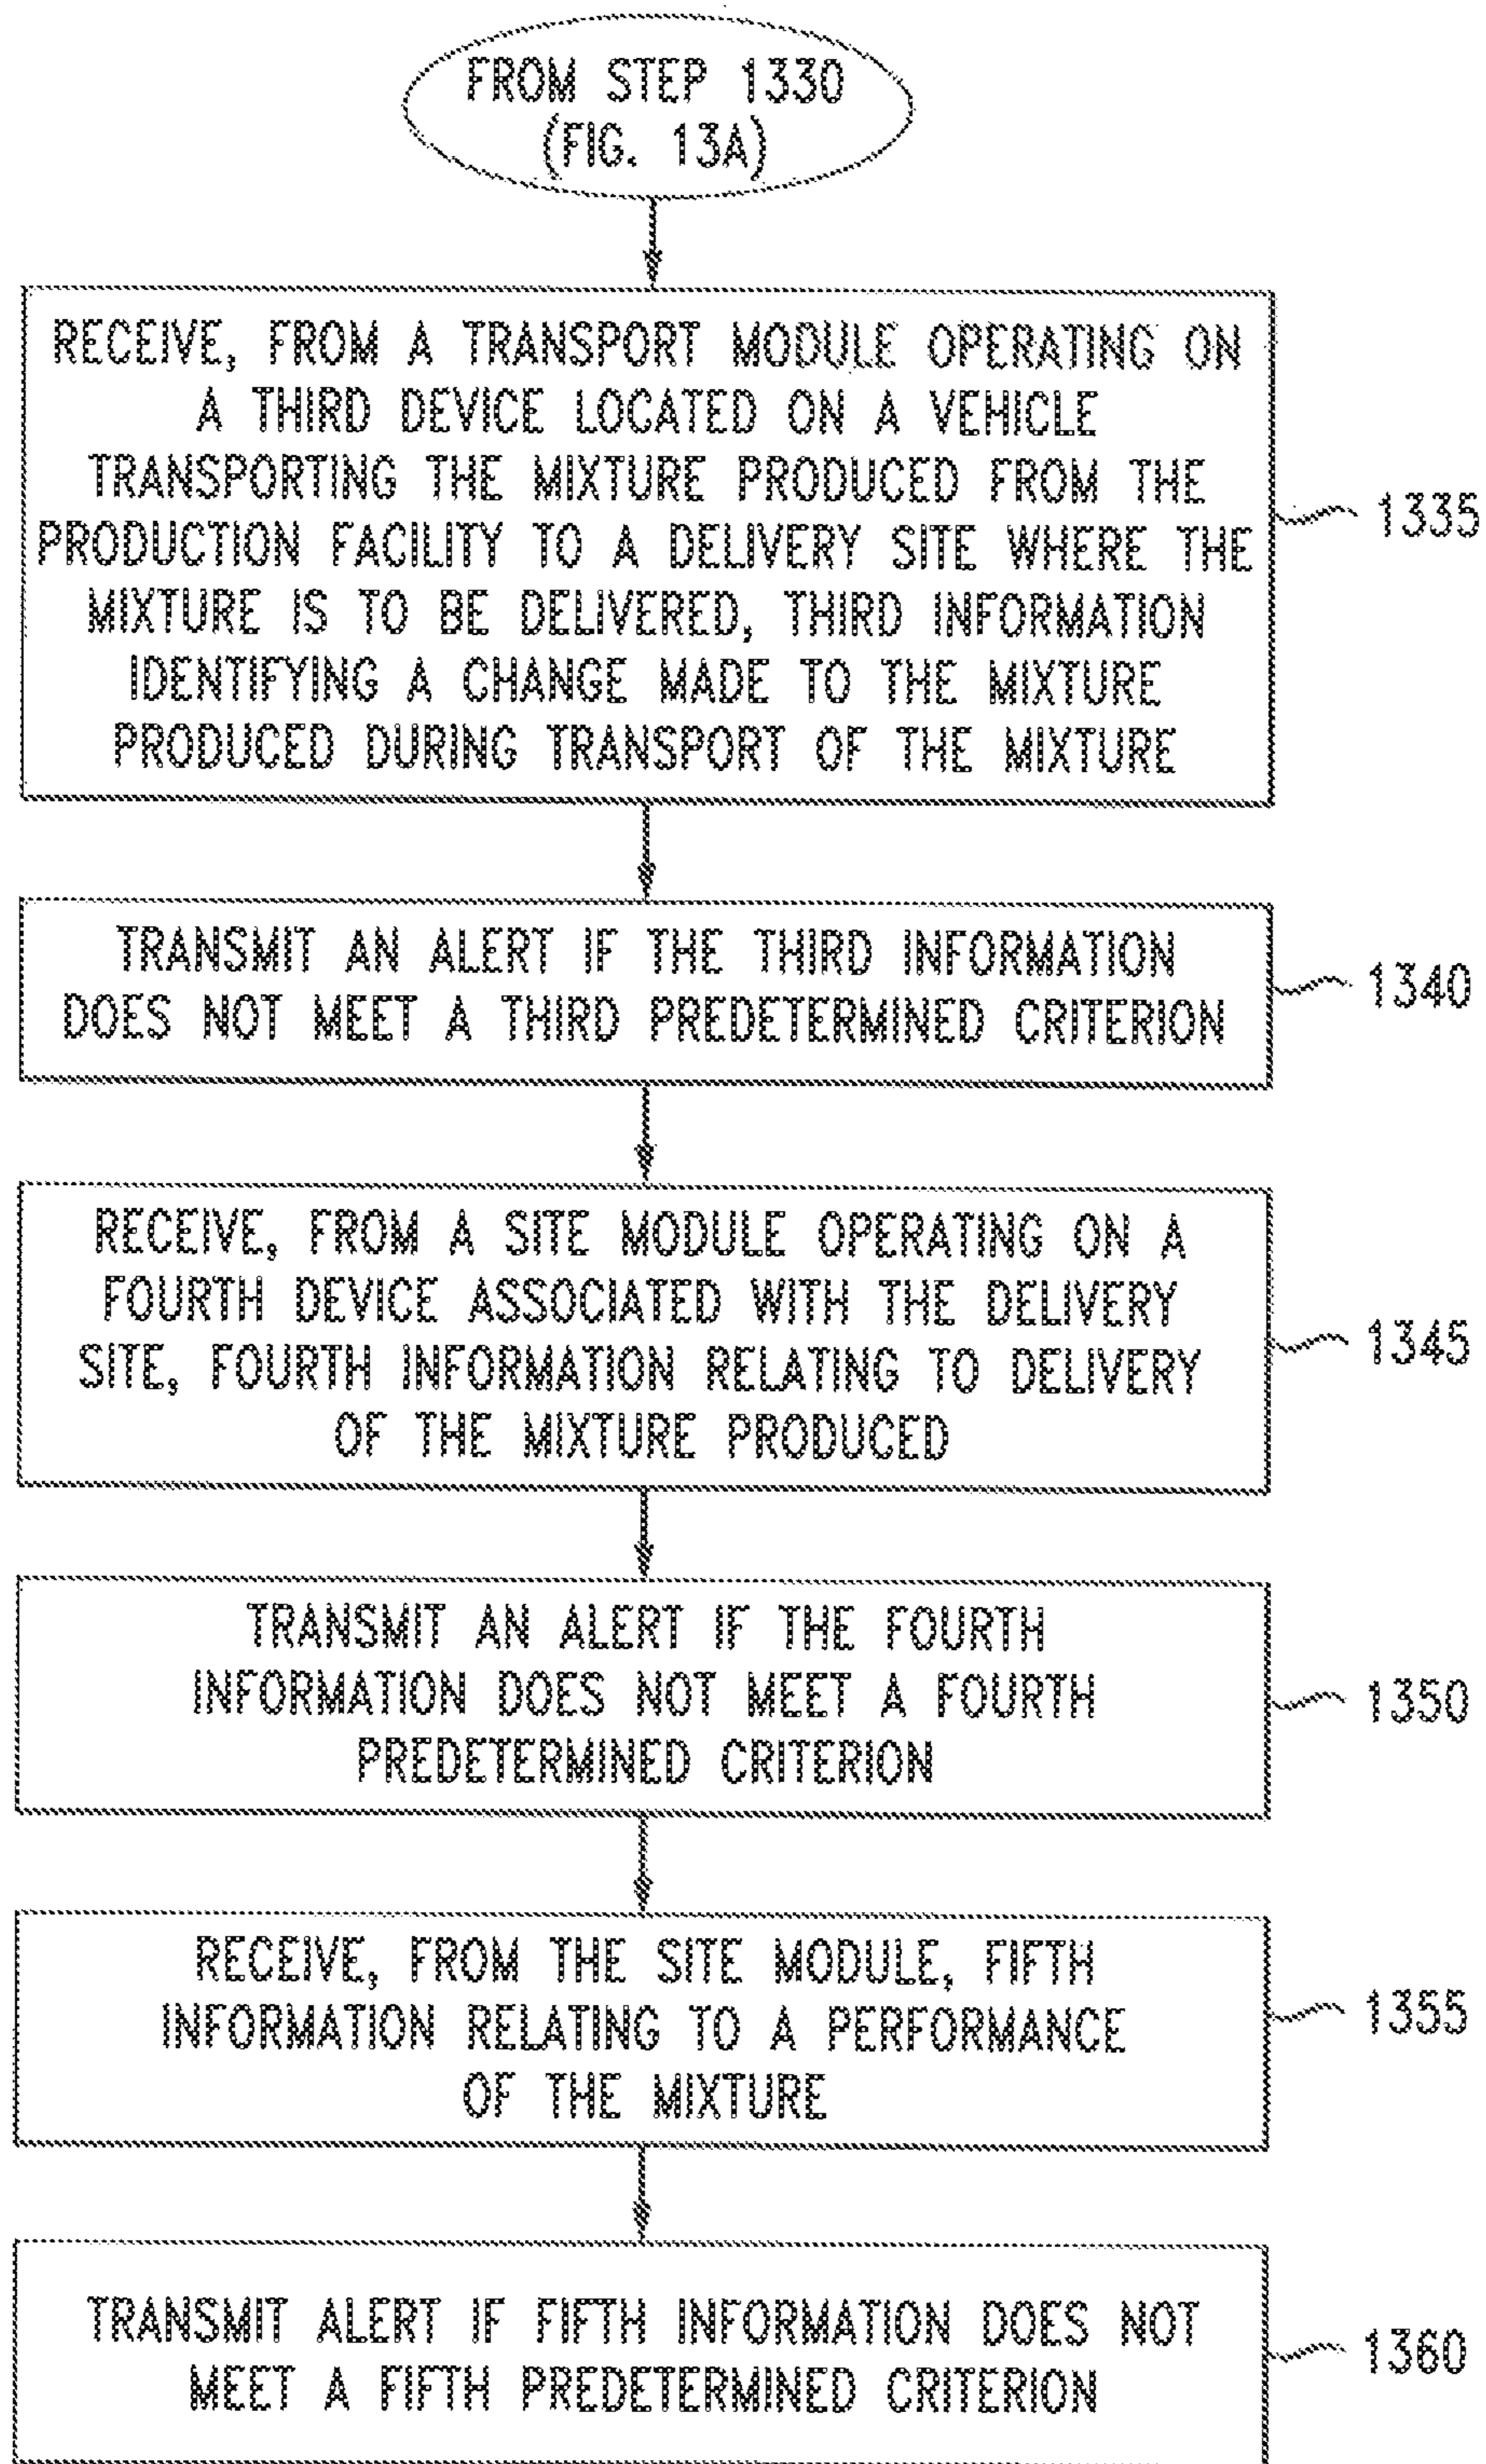 FROM STEP 1330
(FIG. 13A)
RECEIVE, FROM A TRANSPORT MODULE OPERATING ON
A THIRD DEVICE LOCATED ON A VEHICLE
TRANSPORTING THE MIXTURE PRODUCED FROM THE
PRODUCTION FACILITY TO A DELIVERY SITE WHERE THE
MIXTURE IS TO BE DELIVERED, THIRD INFORMATION
IDENTIFYING A CHANGE MADE TO THE MIXTURE
PRODUCED DURING TRANSPORT OF THE MIXTURE
1335
TRANSMIT AN ALERT IF THE THIRD INFORMATION
DOES NOT MEET A THIRD PREDETERMINED CRITERION
1340
RECEIVE, FROM A SITE MODULE OPERATING ON A
FOURTH DEVICE ASSOCIATED WITH THE DELIVERY
SITE, FOURTH INFORMATION RELATING TO DELIVERY
OF THE MIXTURE PRODUCED
1345
TRANSMIT AN ALERT IF THE FOURTH
INFORMATION DOES NOT MEET A FOURTH
PREDETERMINED CRITERION
1350
RECEIVE, FROM THE SITE MODULE, FIFTH
INFORMATION RELATING TO A PERFORMANCE
OF THE MIXTURE
1355
TRANSMIT ALERT IF FIFTH INFORMATION DOES NOT
MEET A FIFTH PREDETERMINED CRITERION
1360